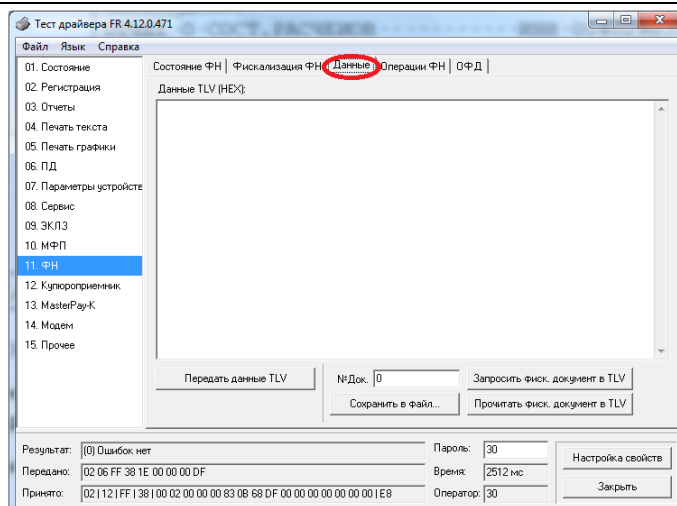 Тест драйвера FR 4.12.0.471
Файл Язык Справка
01. Состояние
02. Регистрация
03. Отчеты
04. Печать текста
05. Печать графики
06. ПД
07. Параметры устройств
08. Сервис
09. ЭКЛЗ
10. МФП
11. ФН
12. Купюроприемник
13. MasterPay-K
14. Модем
15. Прочее
Состояние ФН Фискализация ФН Данные Операции ФН ОФД
Данные TLV (HEX):
Передать данные TLV
№Док. 0
Запросить фиск. документ в TLV
Сохранить в файл...
Прочитать фиск. документ в TLV
Результат: (0) Ошибок нет
Пароль: 30
Настройка свойств
Передано: 02 06 FF 38 1E 00 00 00 DF
Время: 2512 мс
Принято: 02 | 12 | FF | 38 | 00 02 00 00 00 83 0B 68 DF 00 00 00 00 00 00 00 | E8
Оператор: 30
Закрыть